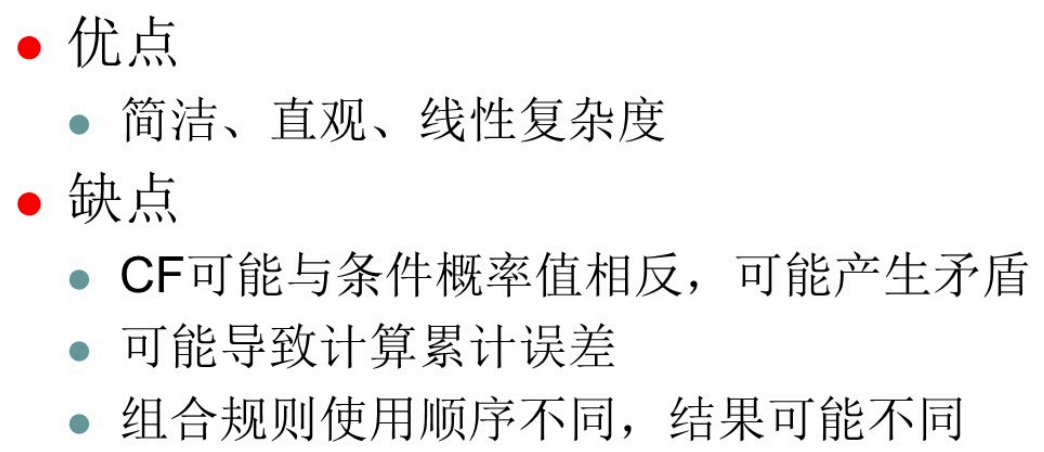 优点
简洁、直观、线性复杂度
缺点
CF可能与条件概率值相反，可能产生矛盾
可能导致计算累计误差
组合规则使用顺序不同，结果可能不同